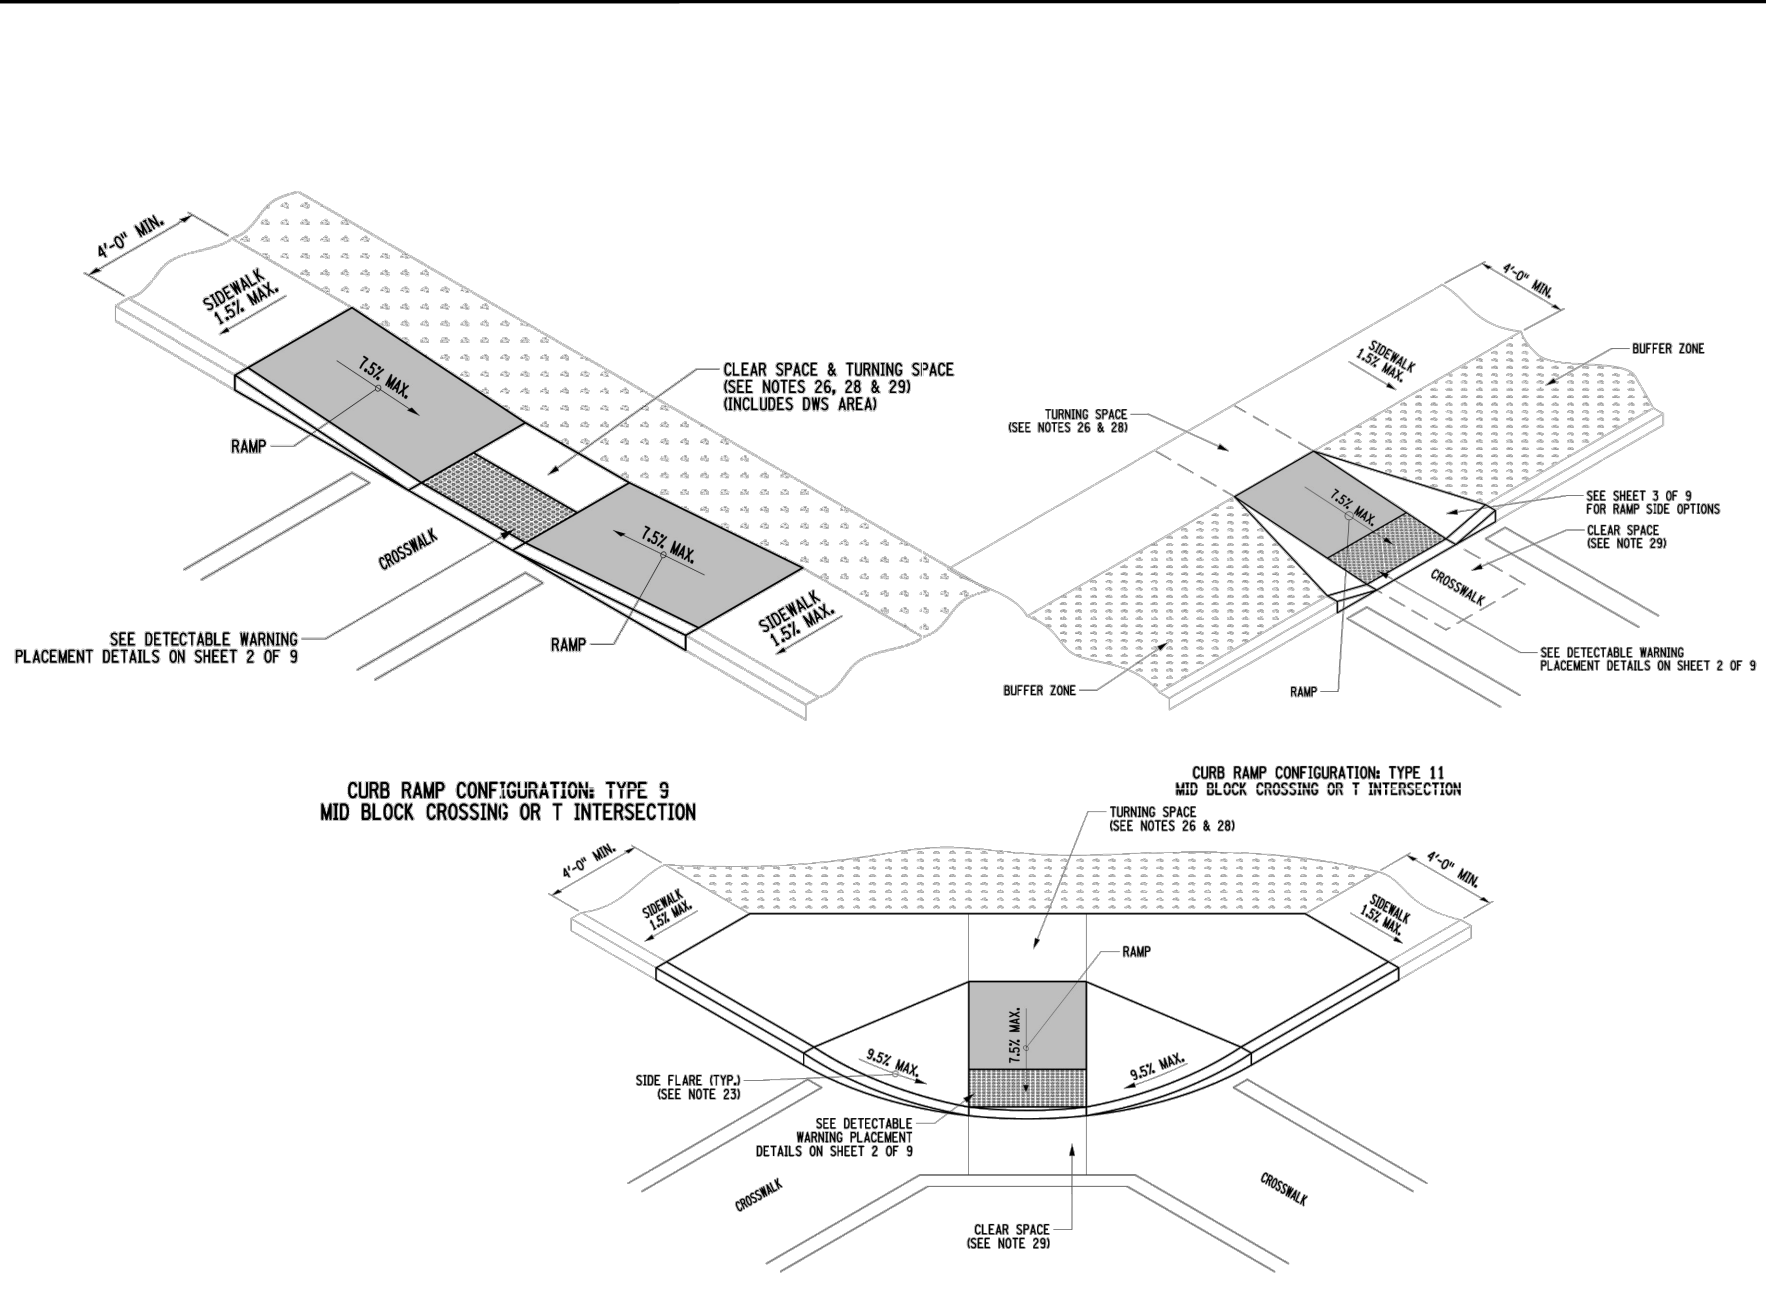 4'-0" MIN.
SIDEWALK
1.5% MAX.
7.5% MAX.
RAMP
CLEAR SPACE & TURNING SPACE
(SEE NOTES 26, 28 & 29)
(INCLUDES DWS AREA)
CROSSWALK
7.5% MAX.
SIDEWALK
1.5% MAX.
SEE DETECTABLE WARNING
PLACEMENT DETAILS ON SHEET 2 OF 9
RAMP
CURB RAMP CONFIGURATION: TYPE 9
MID BLOCK CROSSING OR T INTERSECTION
4'-0" MIN.
BUFFER ZONE
SIDEWALK
1.5% MAX.
TURNING SPACE
(SEE NOTES 26 & 28)
7.5% MAX.
SEE SHEET 3 OF 9
FOR RAMP SIDE OPTIONS
CLEAR SPACE
(SEE NOTE 29)
CROSSWALK
SEE DETECTABLE WARNING
PLACEMENT DETAILS ON SHEET 2 OF 9
BUFFER ZONE
RAMP
CURB RAMP CONFIGURATION: TYPE 11
MID BLOCK CROSSING OR T INTERSECTION
TURNING SPACE
(SEE NOTES 26 & 28)
4'-0" MIN.
4'-0" MIN.
SIDEWALK
1.5% MAX.
SIDEWALK
1.5% MAX.
RAMP
7.5% MAX.
9.5% MAX.
9.5% MAX.
SIDE FLARE (TYP.)
(SEE NOTE 23)
SEE DETECTABLE
WARNING PLACEMENT
DETAILS ON SHEET 2 OF 9
CROSSWALK
CROSSWALK
CLEAR SPACE
(SEE NOTE 29)